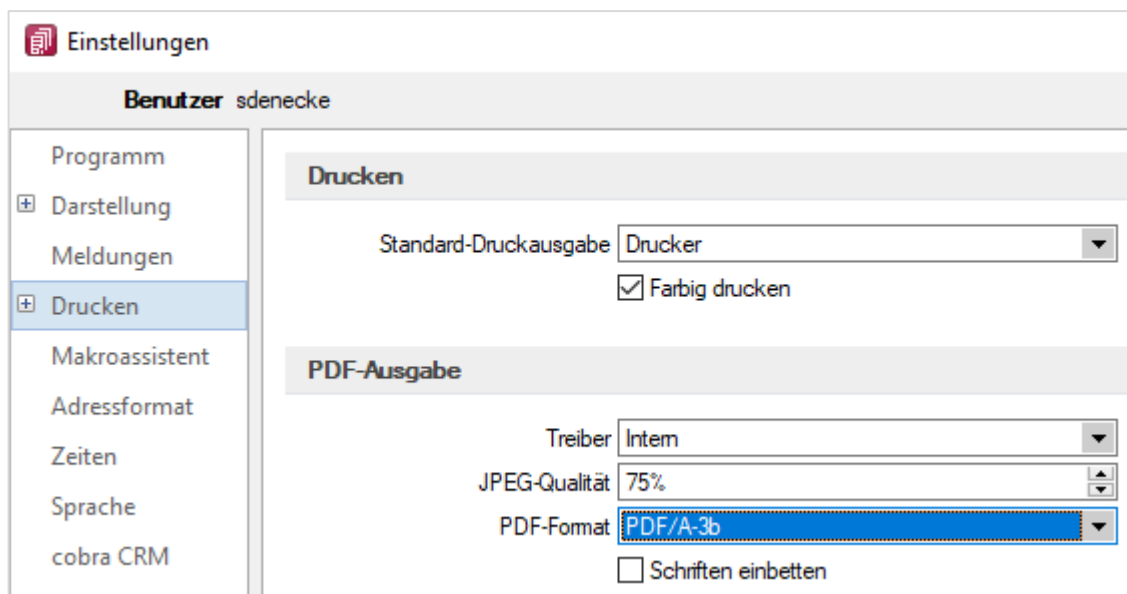 Einstellungen
Benutzer sdenecke
Programm
Darstellung
Meldungen
Drucken
Makroassistent
Adressformat
Zeiten
Sprache
cobra CRM
Drucken
Standard-Druckausgabe Drucker
Farbig drucken
PDF-Ausgabe
Treiber Intern
JPEG-Qualität 75%
PDF-Format PDF/A-3b
Schriften einbetten